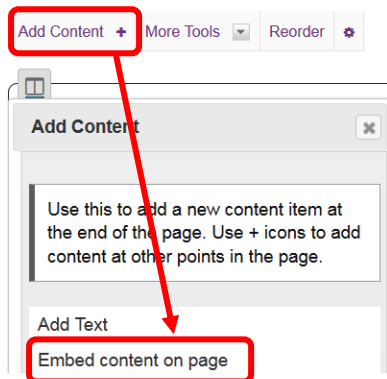 Add Content + More Tools Reorder
Add Content
Use this to add a new content item at
the end of the page. Use + icons to add
content at other points in the page.
Add Text
Embed content on page